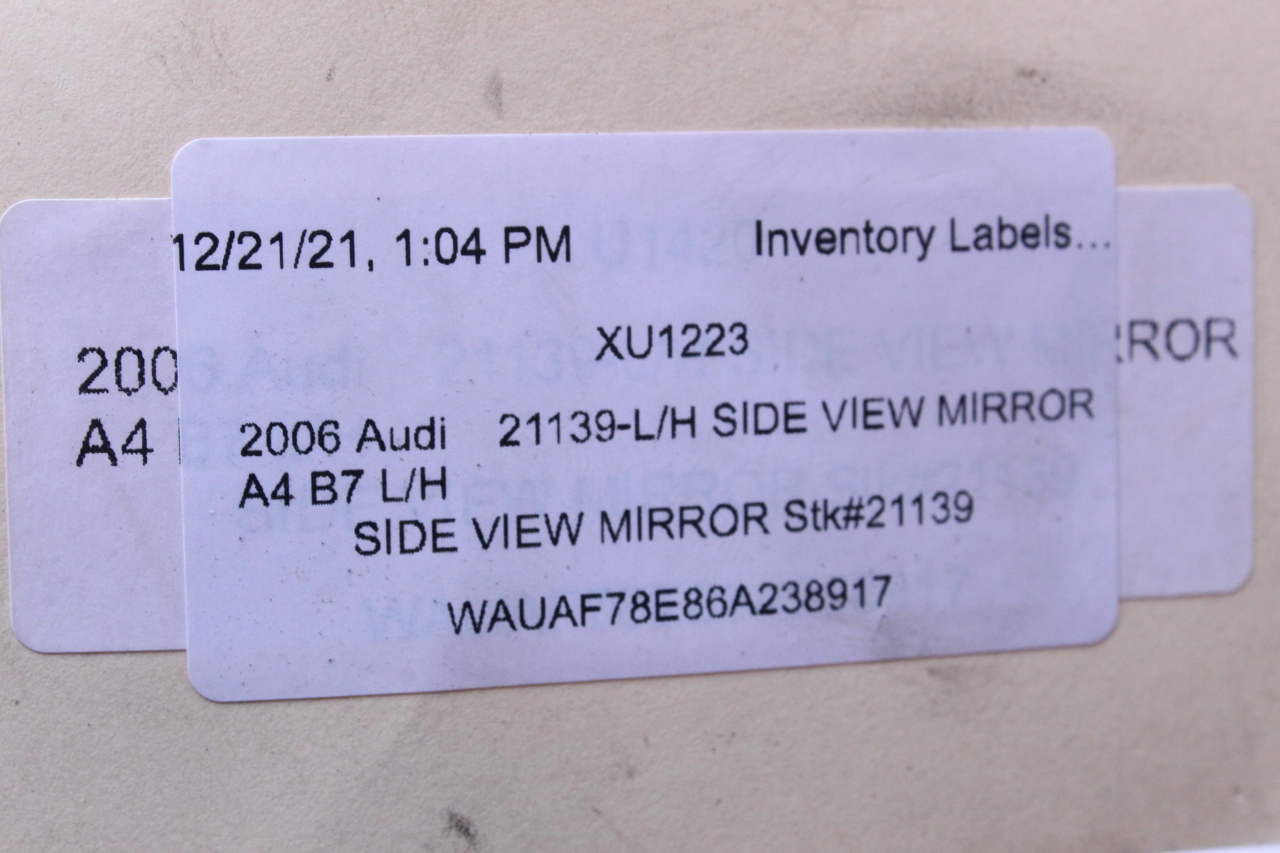 12/21/21, 1:04 PM Inventory Labels...
XU1223
2006 Audi 21139-L/H SIDE VIEW MIRROR
A4 B7 L/H
SIDE VIEW MIRROR Stk#21139
WAUAF78E86A238917
200
A4
RROR